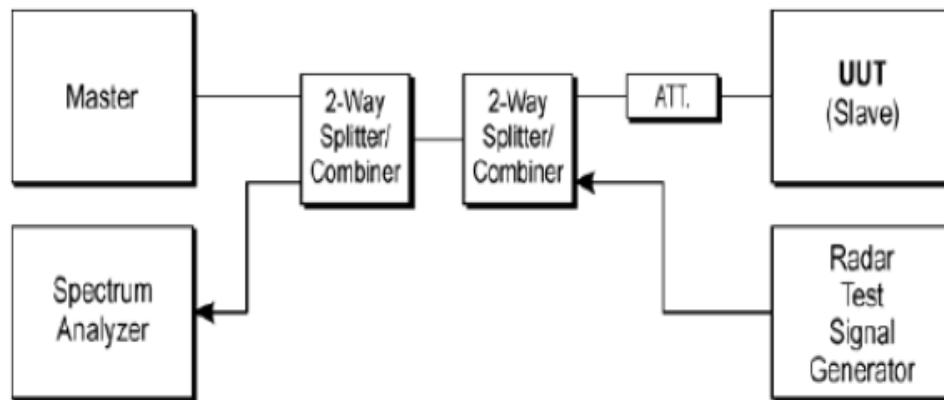 Master
2-Way
Splitter/
Combiner
2-Way
Splitter/
Combiner
ATT.
UUT
(Slave)
Spectrum
Analyzer
Radar
Test
Signal
Generator